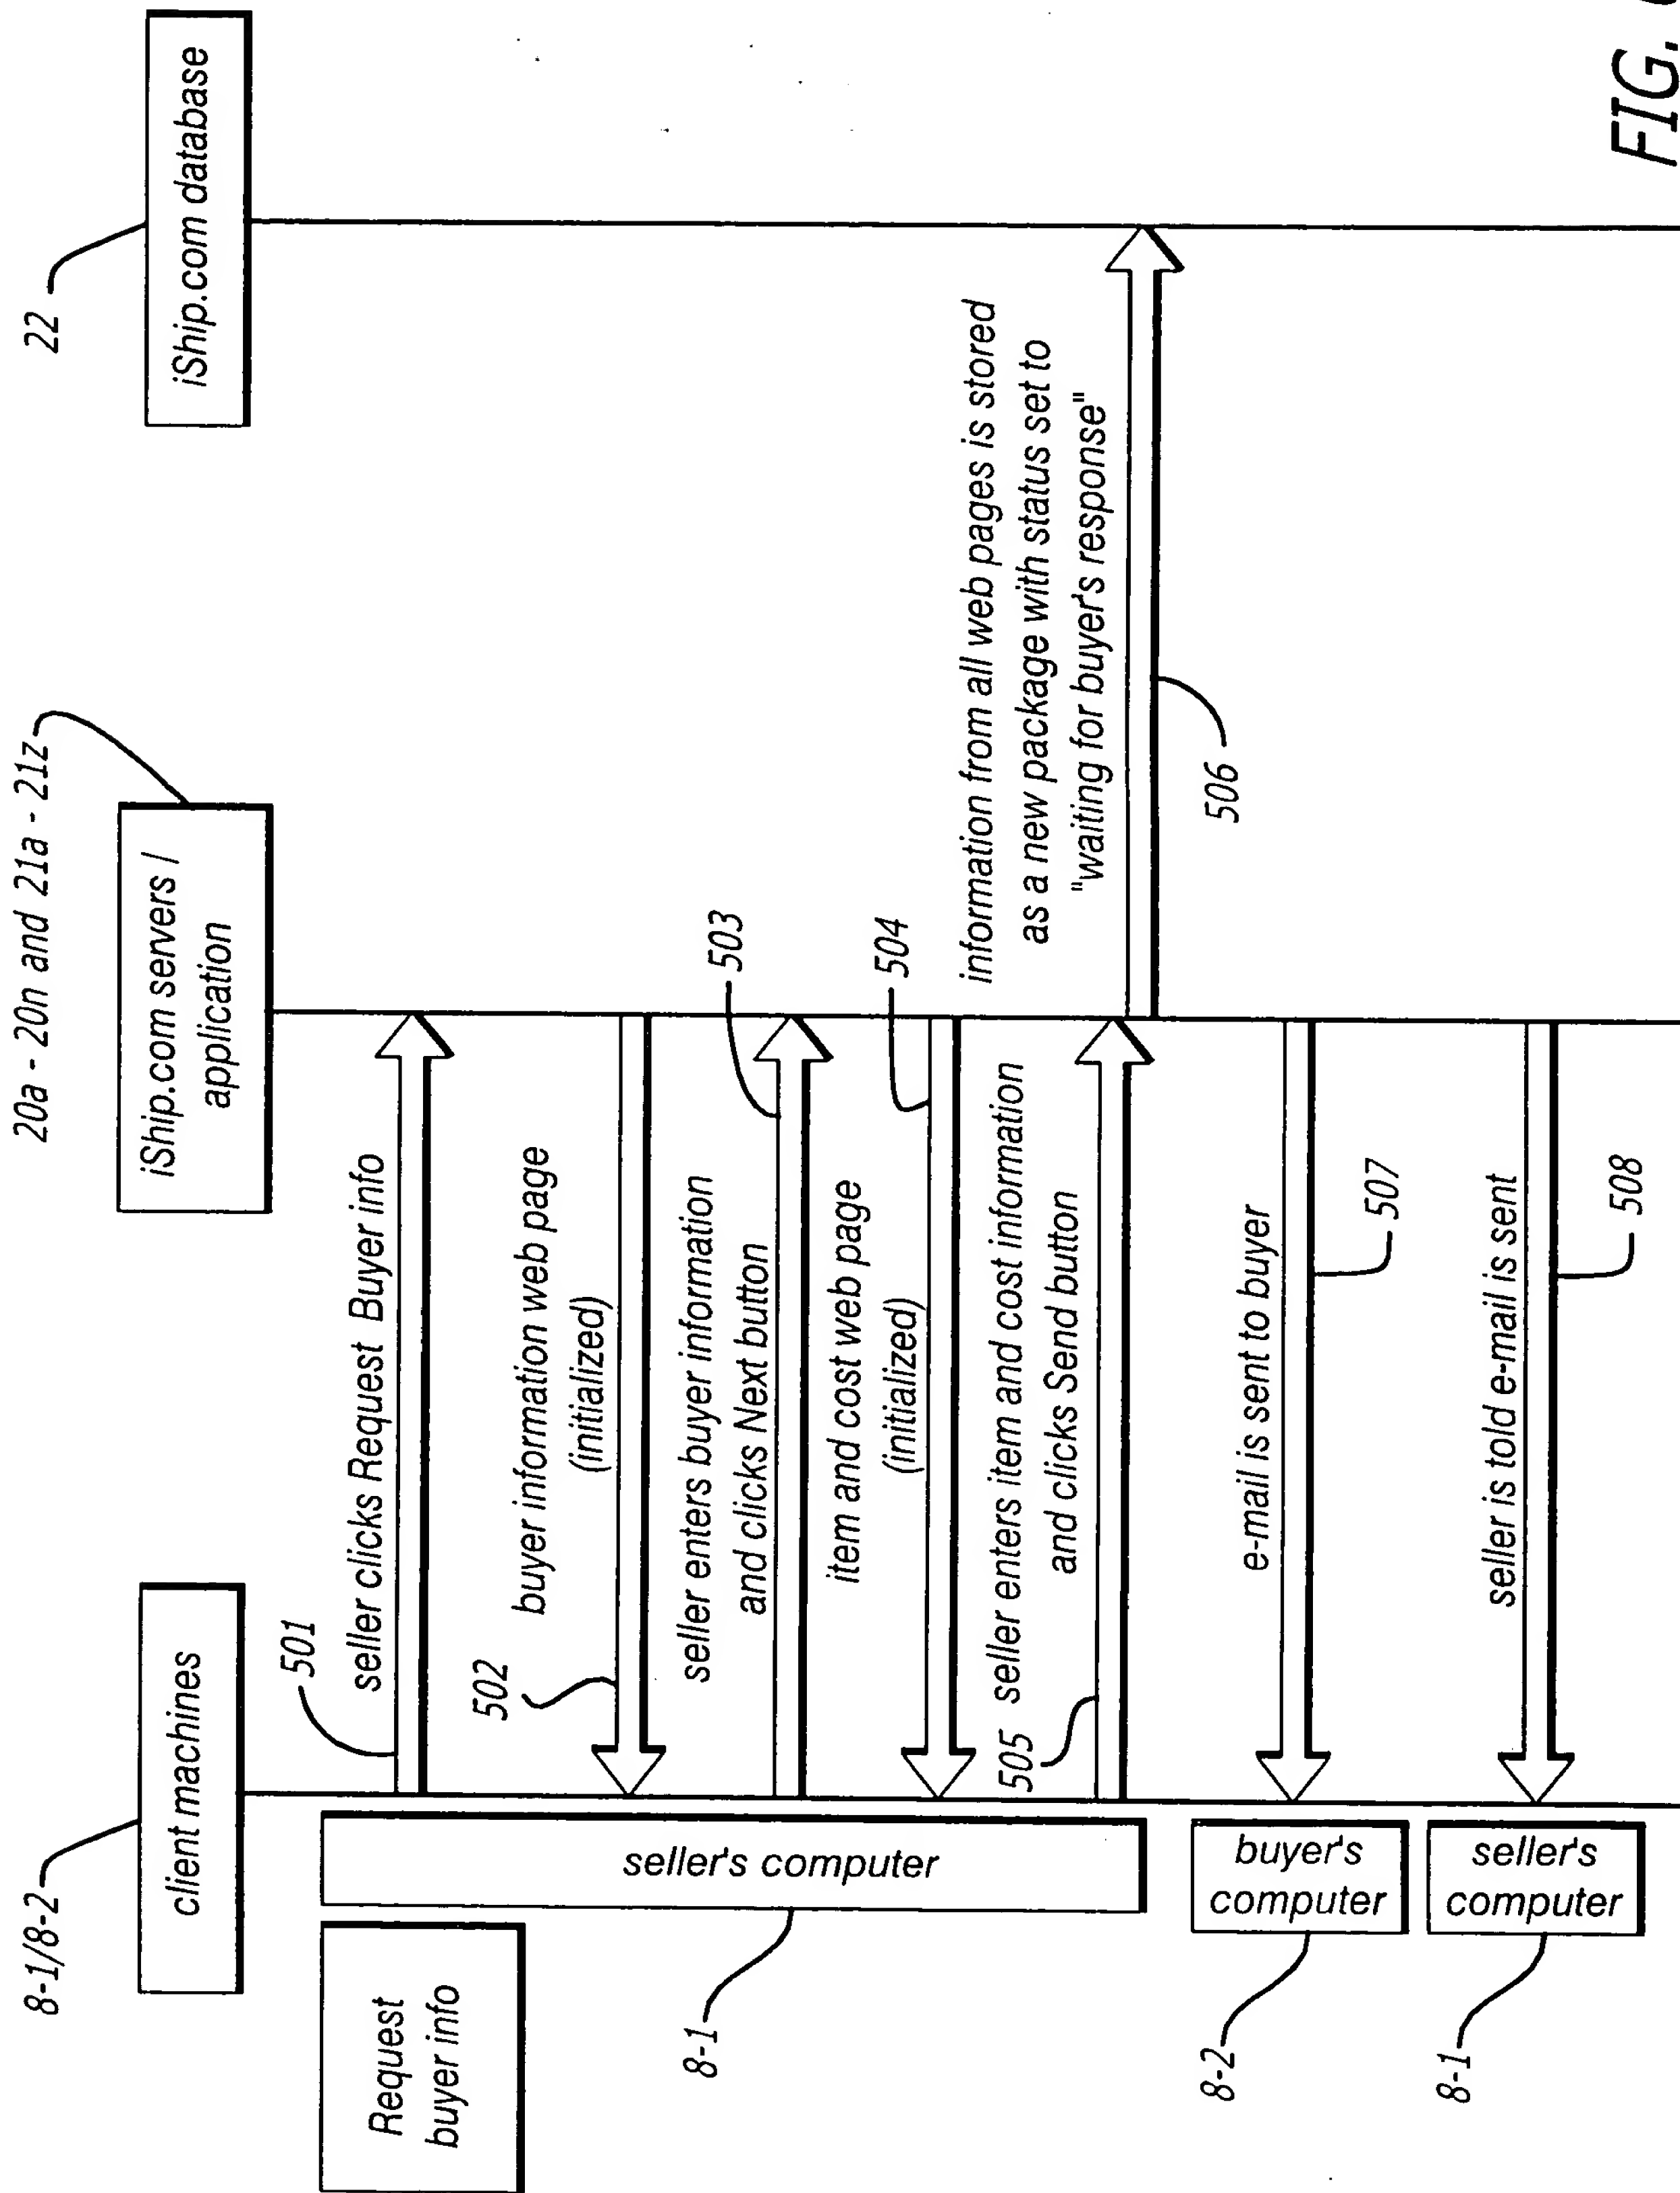 8-1/8-2
20a - 20n and 21a - 21z
22
client machines
iShip.com servers /
application
iShip.com database
Request
buyer info
seller's computer
8-1
501
seller clicks Request Buyer info
502
buyer information web page
(initialized)
seller enters buyer information
and clicks Next button
503
item and cost web page
(initialized)
504
505
seller enters item and cost information
and clicks Send button
information from all web pages is stored
as a new package with status set to
"waiting for buyer's response"
506
8-2
buyer's
computer
e-mail is sent to buyer
507
8-1
seller's
computer
seller is told e-mail is sent
508
FIG.